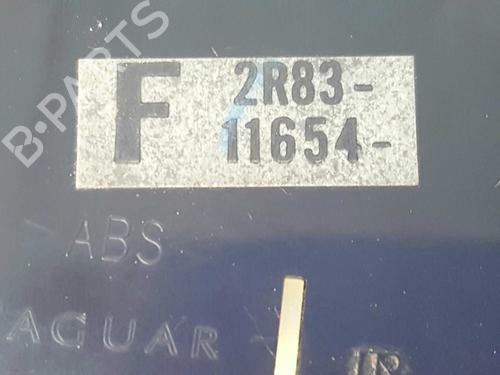 B-PARTS
F 2R83-
11654-
ABS
AGUAR